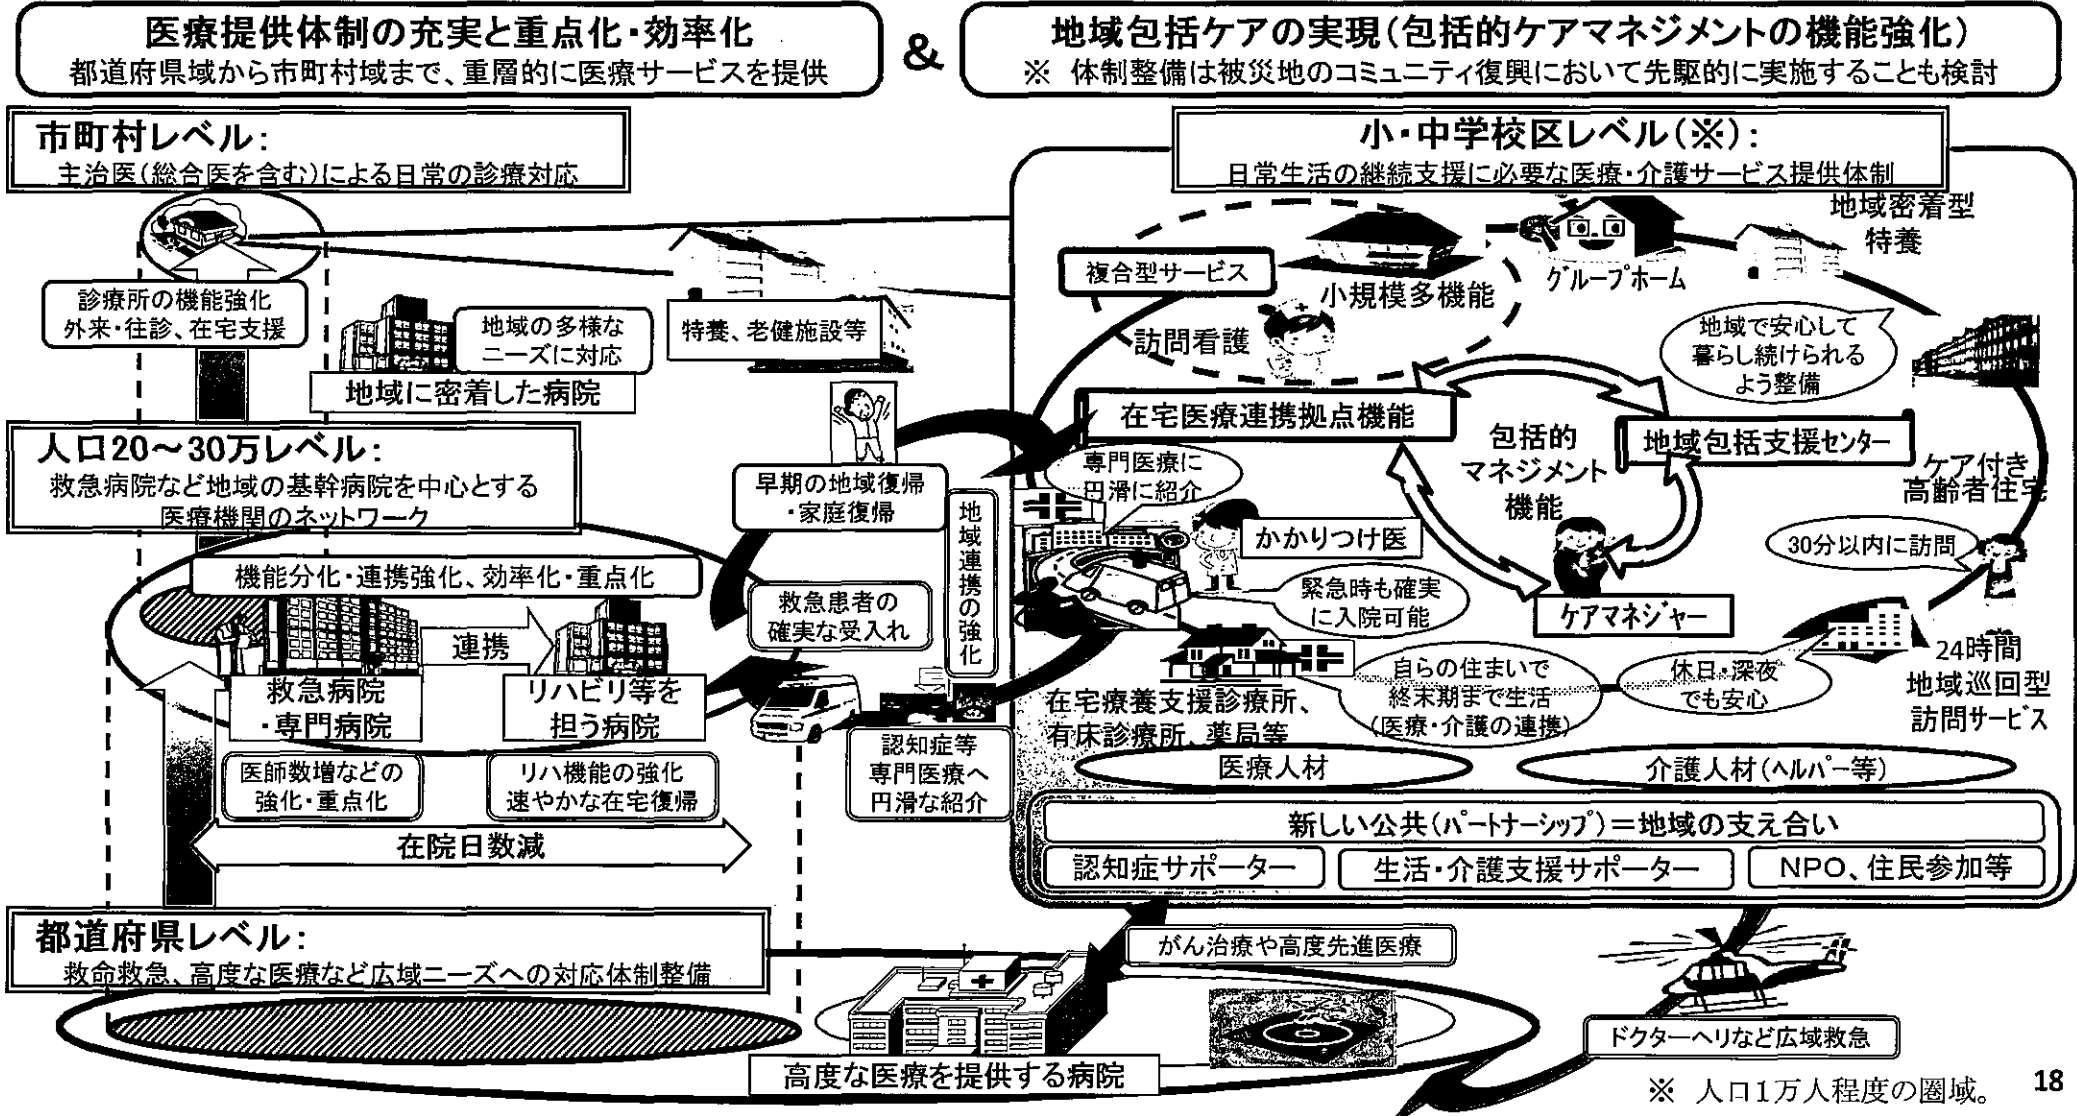 医療提供体制の充実と重点化・効率化
都道府県域から市町村域まで、重層的に医療サービスを提供
&
地域包括ケアの実現(包括的ケアマネジメントの機能強化)
※ 体制整備は被災地のコミュニティ復興において先駆的に実施することも検討
市町村レベル:
主治医(総合医を含む)による日常の診療対応
診療所の機能強化
外来・往診、在宅支援
地域の多様な
ニーズに対応
地域に密着した病院
特養、老健施設等
人口20～30万レベル:
救急病院など地域の基幹病院を中心とする
医療機関のネットワーク
早期の地域復帰
・家庭復帰
地域連携の強化
機能分化・連携強化、効率化・重点化
救急患者の
確実な受入れ
連携
救急病院
・専門病院
リハビリ等を
担う病院
医師数増などの
強化・重点化
リハ機能の強化
速やかな在宅復帰
認知症等
専門医療へ
円滑な紹介
在院日数減
都道府県レベル:
救命救急、高度な医療など広域ニーズへの対応体制整備
高度な医療を提供する病院
がん治療や高度先進医療
ドクターヘリなど広域救急
小・中学校区レベル(※):
日常生活の継続支援に必要な医療・介護サービス提供体制
地域密着型
特養
グループホーム
複合型サービス
小規模多機能
訪問看護
地域で安心して
暮らし続けられる
よう整備
在宅医療連携拠点機能
包括的
マネジメント
機能
地域包括支援センター
専門医療に
円滑に紹介
ケア付き
高齢者住宅
かかりつけ医
30分以内に訪問
緊急時も確実
に入院可能
ケアマネジャー
自らの住まいで
終末期まで生活
(医療・介護の連携)
休日・深夜
でも安心
24時間
地域巡回型
訪問サービス
在宅療養支援診療所、
有床診療所、薬局等
医療人材
介護人材(ヘルパー等)
新しい公共(パートナーシップ)=地域の支え合い
認知症サポーター
生活・介護支援サポーター
NPO、住民参加等
※ 人口1万人程度の圏域。
18